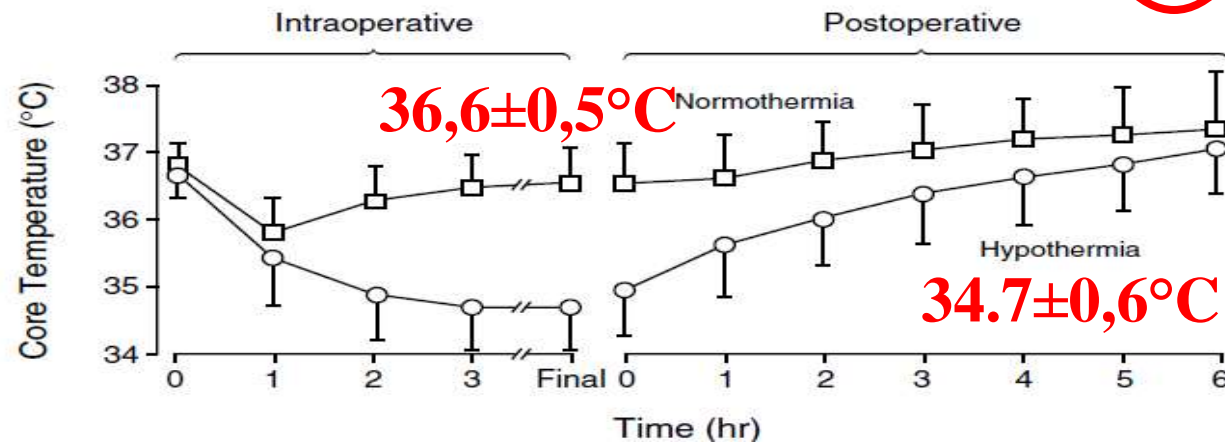 Intraoperative Postoperative
Core Temperature (°C)
38
37
36
35
34
36,6±0,5°C
Normothermia
Hypothermia
34.7±0,6°C
0 1 2 3 Final 0 1 2 3 4 5 6
Time (hr)